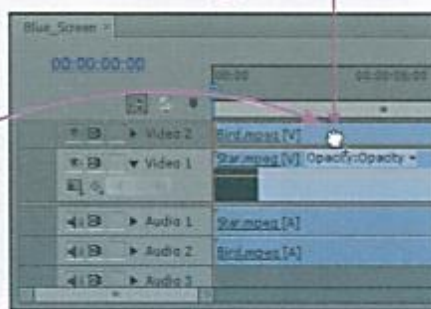 Blue_Screen ×
00:00:00:00
00:00 00:00:05:00
Video 2 Bird.mpeg [V]
Video 1 Star.mpeg [V] Opacity:Opacity
Audio 1 Star.mpeg [A]
Audio 2 Bird.mpeg [A]
Audio 3